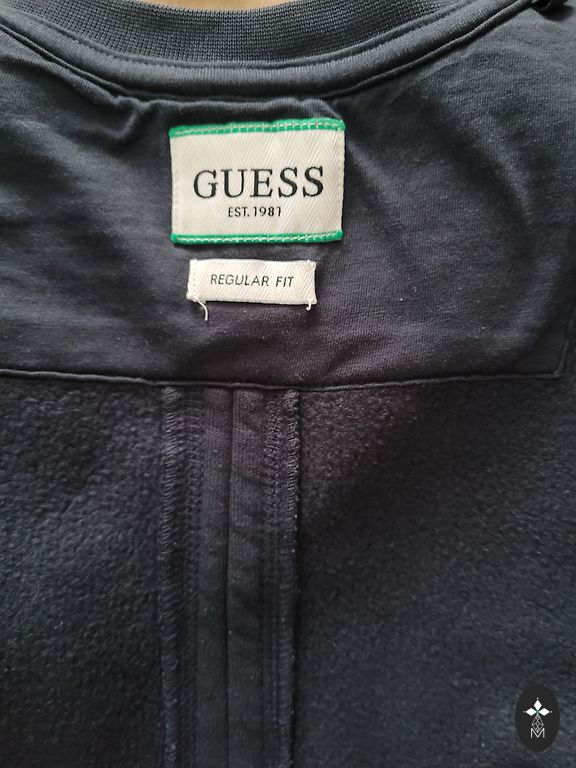 GUESS
EST. 1981
REGULAR FIT
M